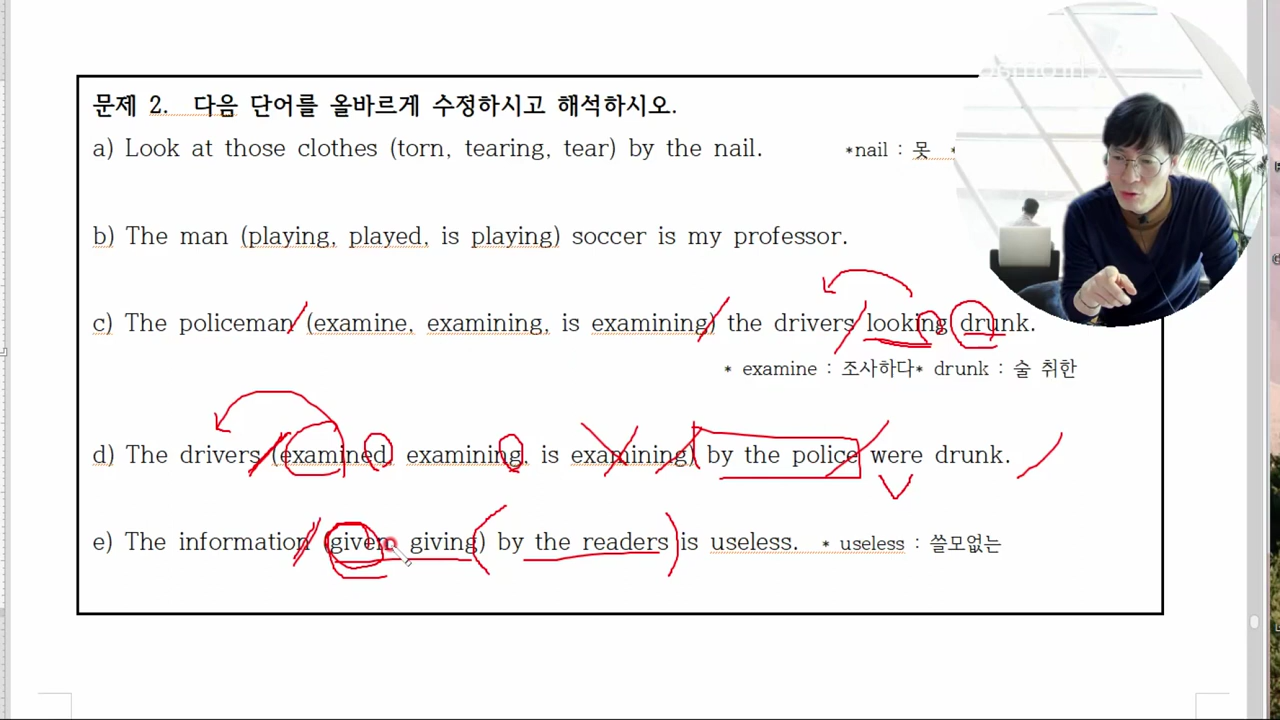 문제 2. 다음 단어를 올바르게 수정하시고 해석하시오.
a) Look at those clothes (torn, tearing, tear) by the nail. *nail : 못 *
b) The man (playing, played, is playing) soccer is my professor.
c) The policeman (examine, examining, is examining) the drivers looking drunk.
* examine : 조사하다* drunk : 술 취한
d) The drivers (examined, examining, is examining) by the police were drunk.
e) The information (given, giving) by the readers is useless. * useless : 쓸모없는